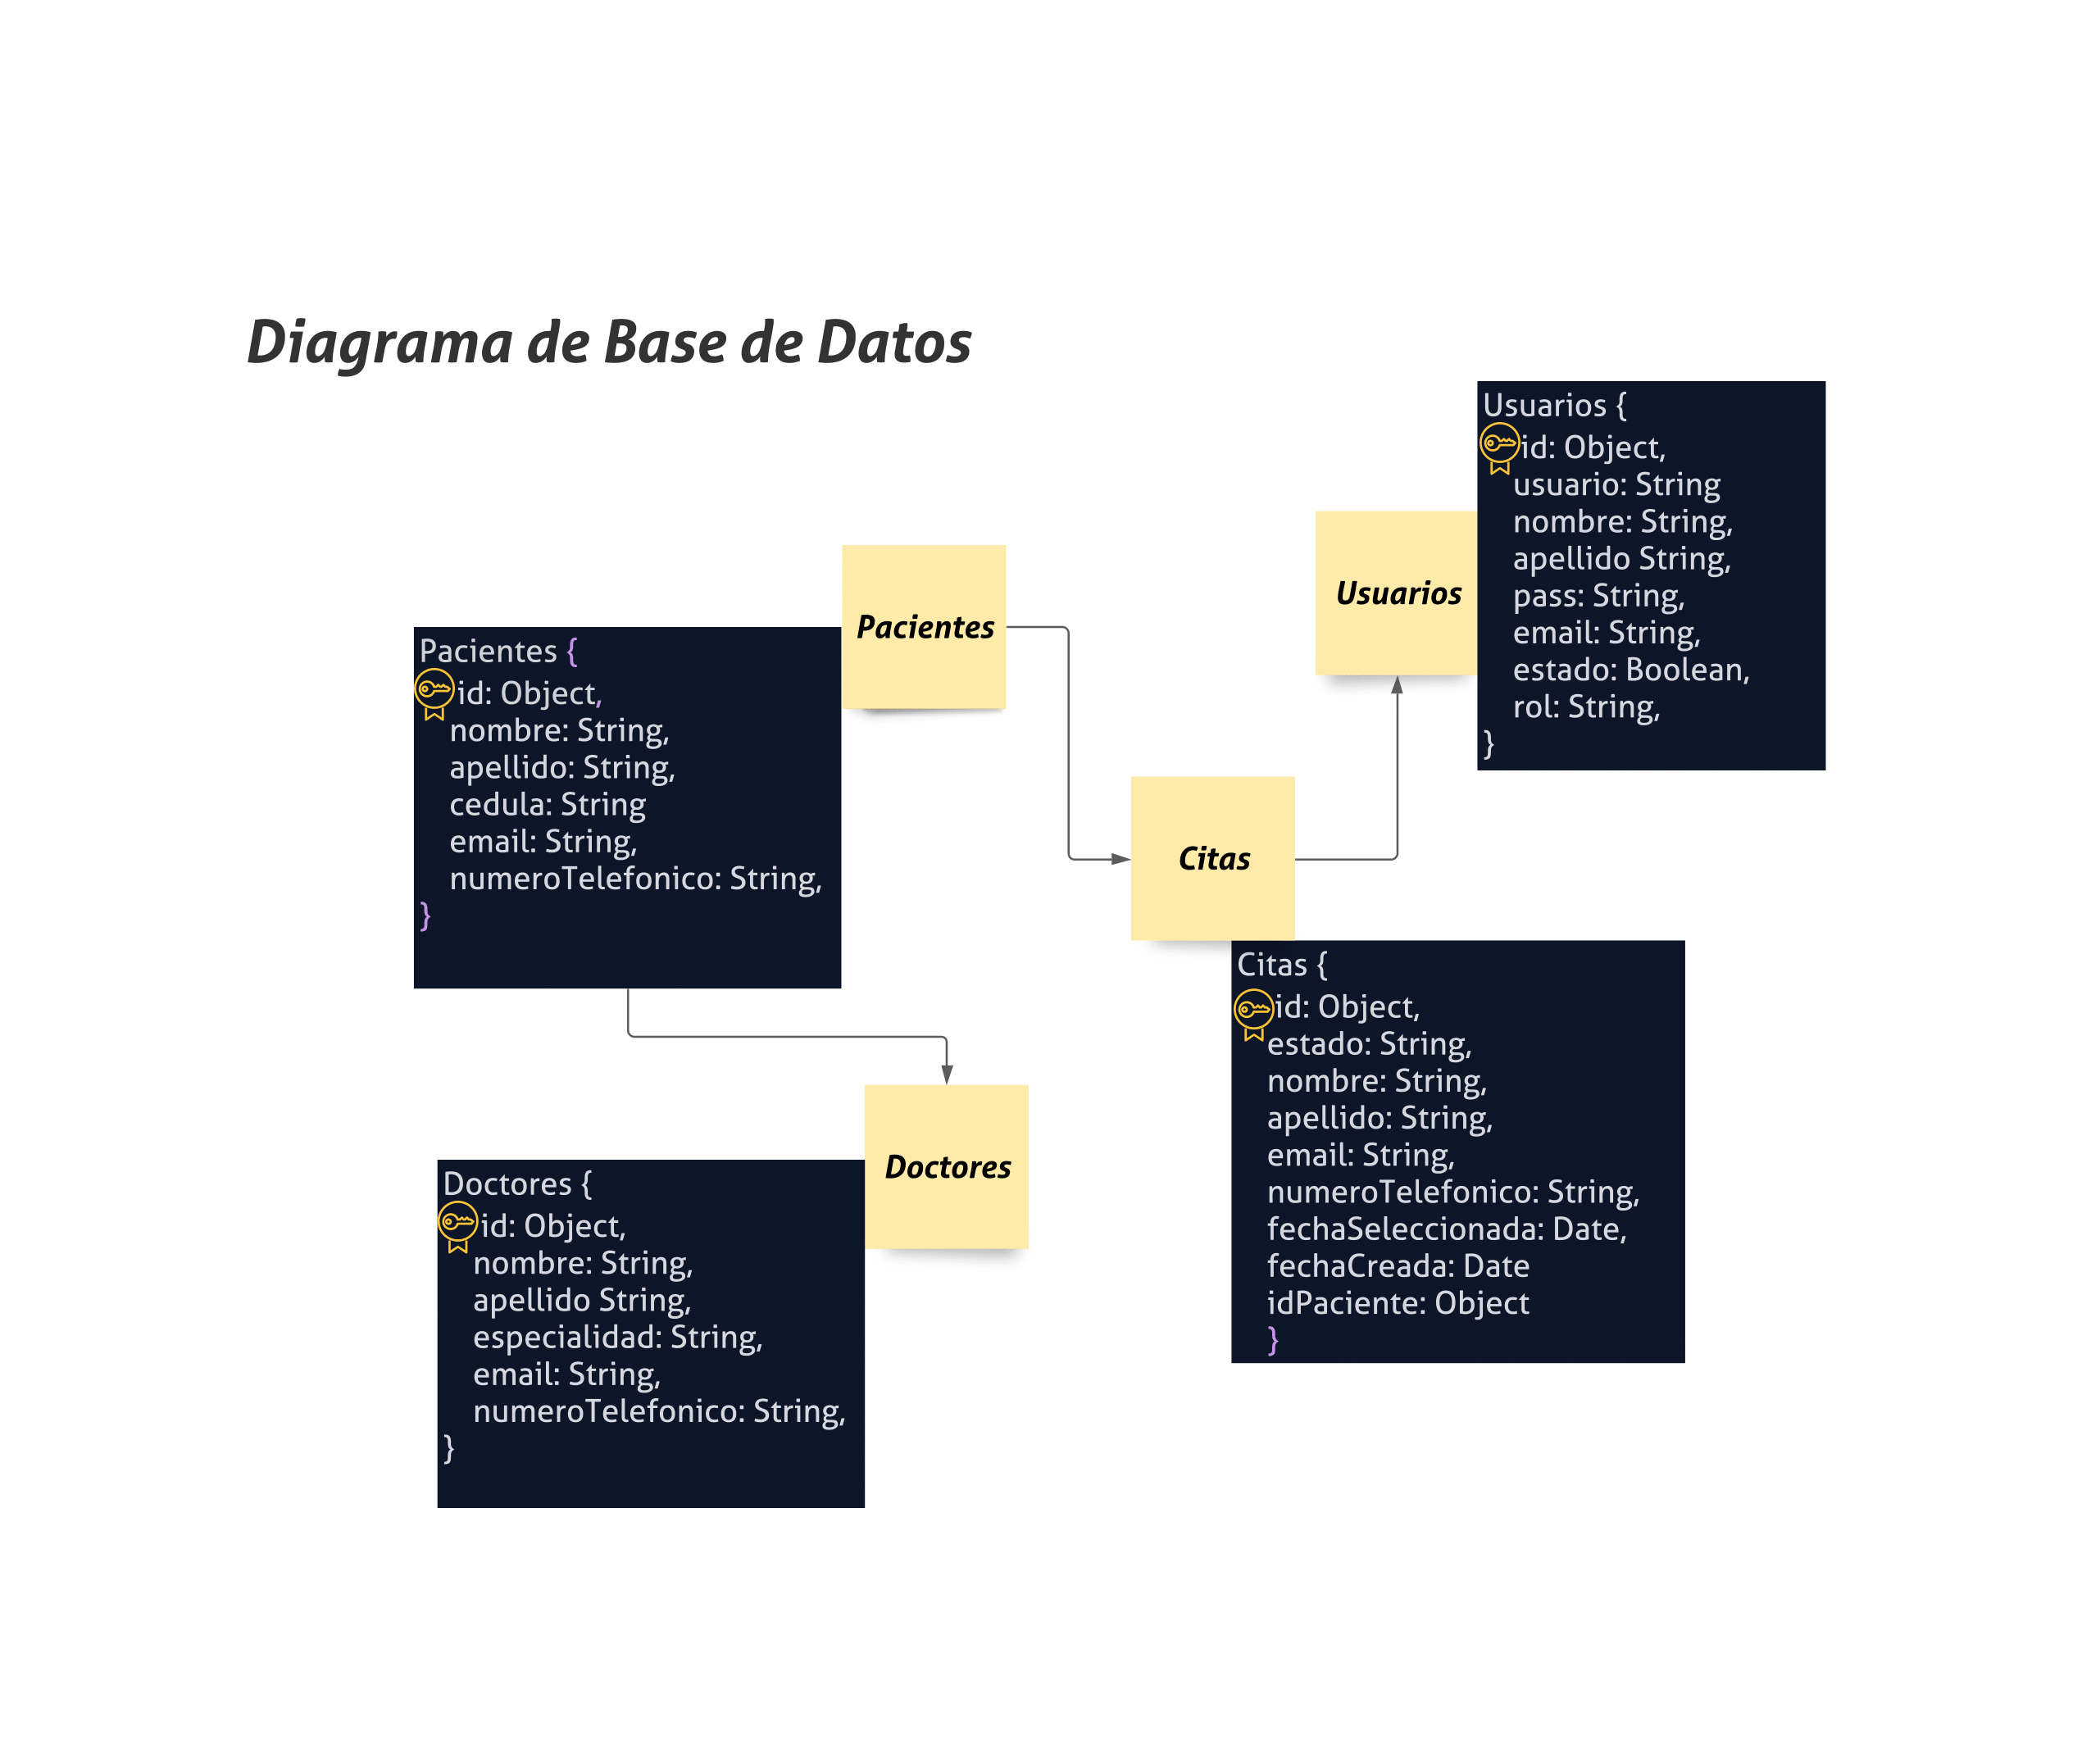 Diagrama de Base de Datos
Pacientes
Pacientes {
id: Object,
nombre: String,
apellido: String,
cedula: String
email: String,
numeroTelefonico: String,
}
Usuarios
Usuarios {
id: Object,
usuario: String
nombre: String,
apellido String,
pass: String,
email: String,
estado: Boolean,
rol: String,
}
Citas
Citas {
id: Object,
estado: String,
nombre: String,
apellido: String,
email: String,
numeroTelefonico: String,
fechaSeleccionada: Date,
fechaCreada: Date
idPaciente: Object
}
Doctores
Doctores {
id: Object,
nombre: String,
apellido String,
especialidad: String,
email: String,
numeroTelefonico: String,
}